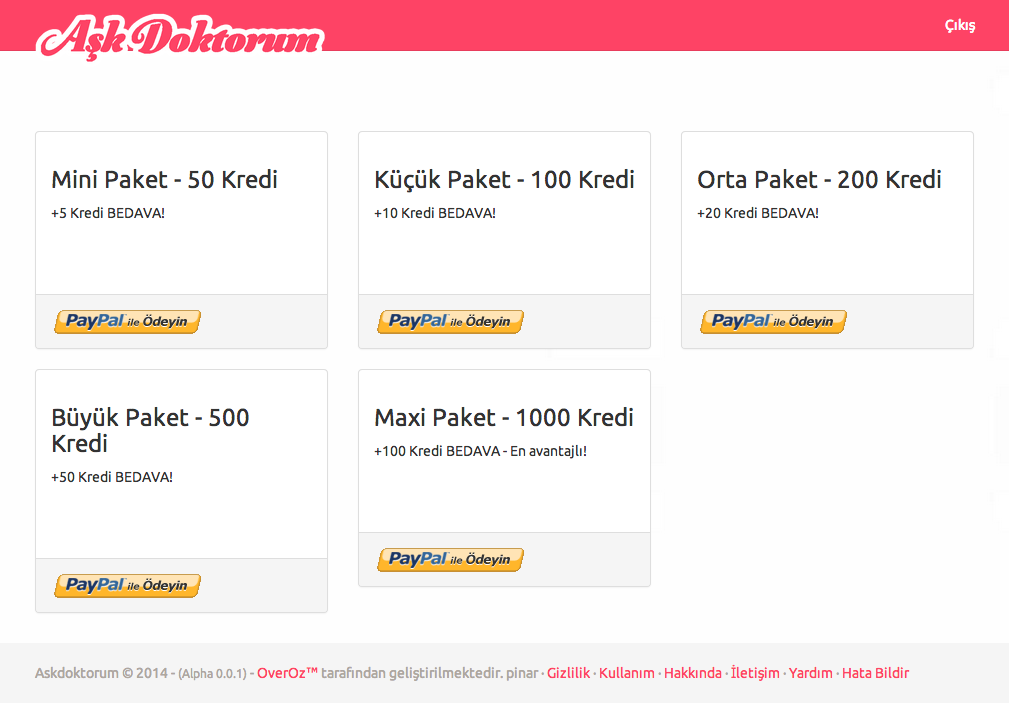 Aşk Doktorum
Çıkış
Mini Paket - 50 Kredi
+5 Kredi BEDAVA!
PayPal ile Ödeyin
Küçük Paket - 100 Kredi
+10 Kredi BEDAVA!
PayPal ile Ödeyin
Orta Paket - 200 Kredi
+20 Kredi BEDAVA!
PayPal ile Ödeyin
Büyük Paket - 500
Kredi
+50 Kredi BEDAVA!
PayPal ile Ödeyin
Maxi Paket - 1000 Kredi
+100 Kredi BEDAVA - En avantajlı!
PayPal ile Ödeyin
Askdoktorum © 2014 - (Alpha 0.0.1) - OverOz™ tarafından geliştirilmektedir. pinar · Gizlilik · Kullanım · Hakkında · İletişim · Yardım · Hata Bildir